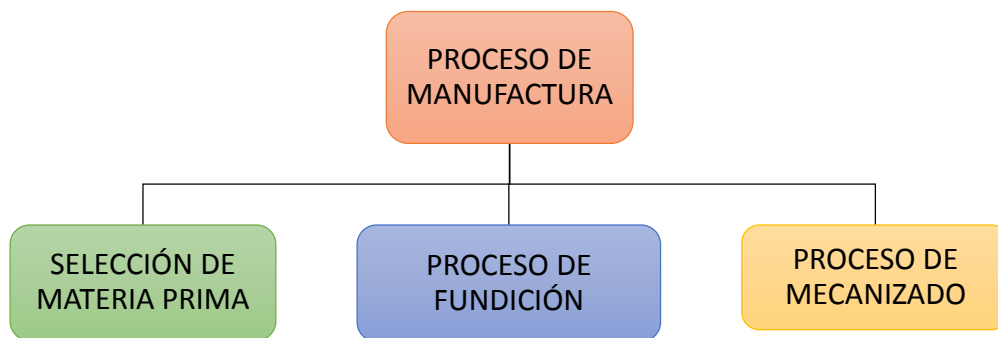 PROCESO DE
MANUFACTURA
SELECCIÓN DE
MATERIA PRIMA
PROCESO DE
FUNDICIÓN
PROCESO DE
MECANIZADO